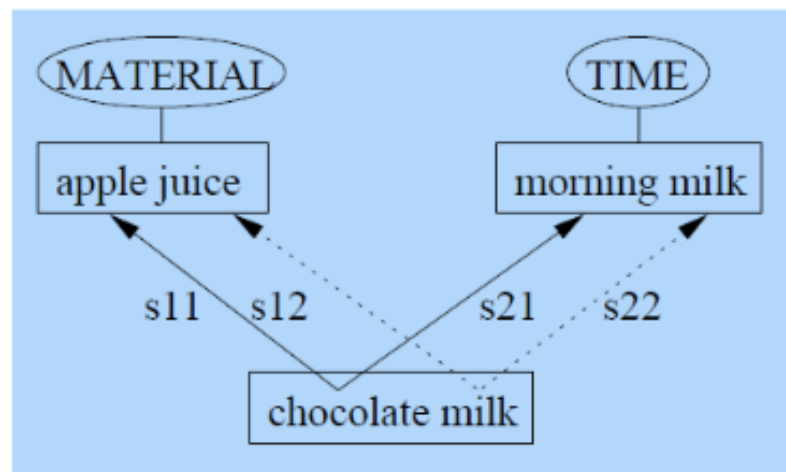 MATERIAL TIME
apple juice morning milk
s11 s12 s21 s22
chocolate milk